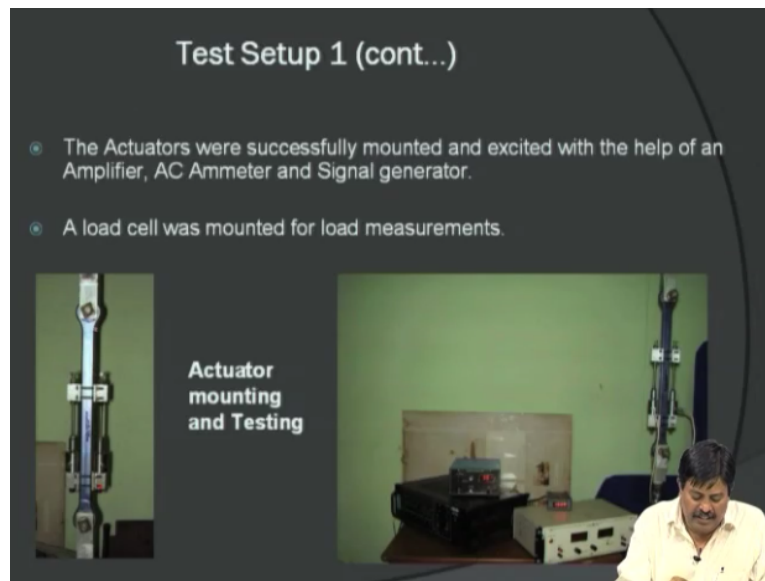 Test Setup 1 (cont...)
The Actuators were successfully mounted and excited with the help of an
Amplifier, AC Ammeter and Signal generator.
A load cell was mounted for load measurements.
Actuator
mounting
and Testing